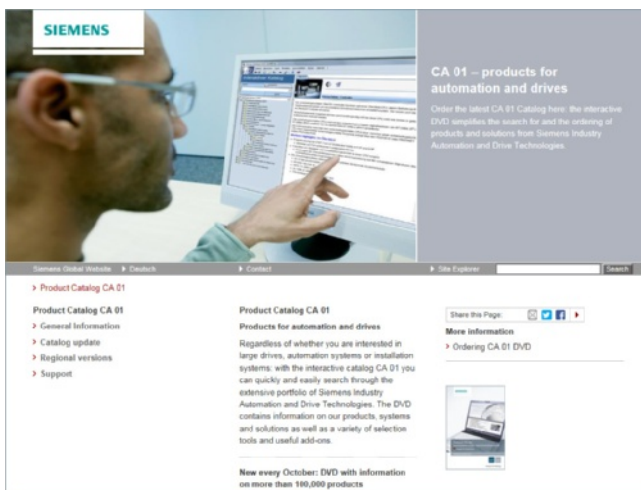 SIEMENS
CA 01 – products for
automation and drives
Order the latest CA 01 Catalog here: the interactive
DVD simplifies the search for and the ordering of
products and solutions from Siemens Industry
Automation and Drive Technologies.
Siemens Global Website
Deutsch
Contact
Site Explorer
Search
Product Catalog CA 01
Product Catalog CA 01
General Information
Catalog update
Regional versions
Support
Product Catalog CA 01
Products for automation and drives
Regardless of whether you are interested in
large drives, automation systems or installation
systems: with the interactive catalog CA 01 you
can quickly and easily search through the
extensive portfolio of Siemens Industry
Automation and Drive Technologies. The DVD
contains information on our products, systems
and solutions as well as a variety of selection
tools and useful add-ons.
New every October: DVD with information
on more than 100,000 products
Share this Page:
More information
Ordering CA 01 DVD